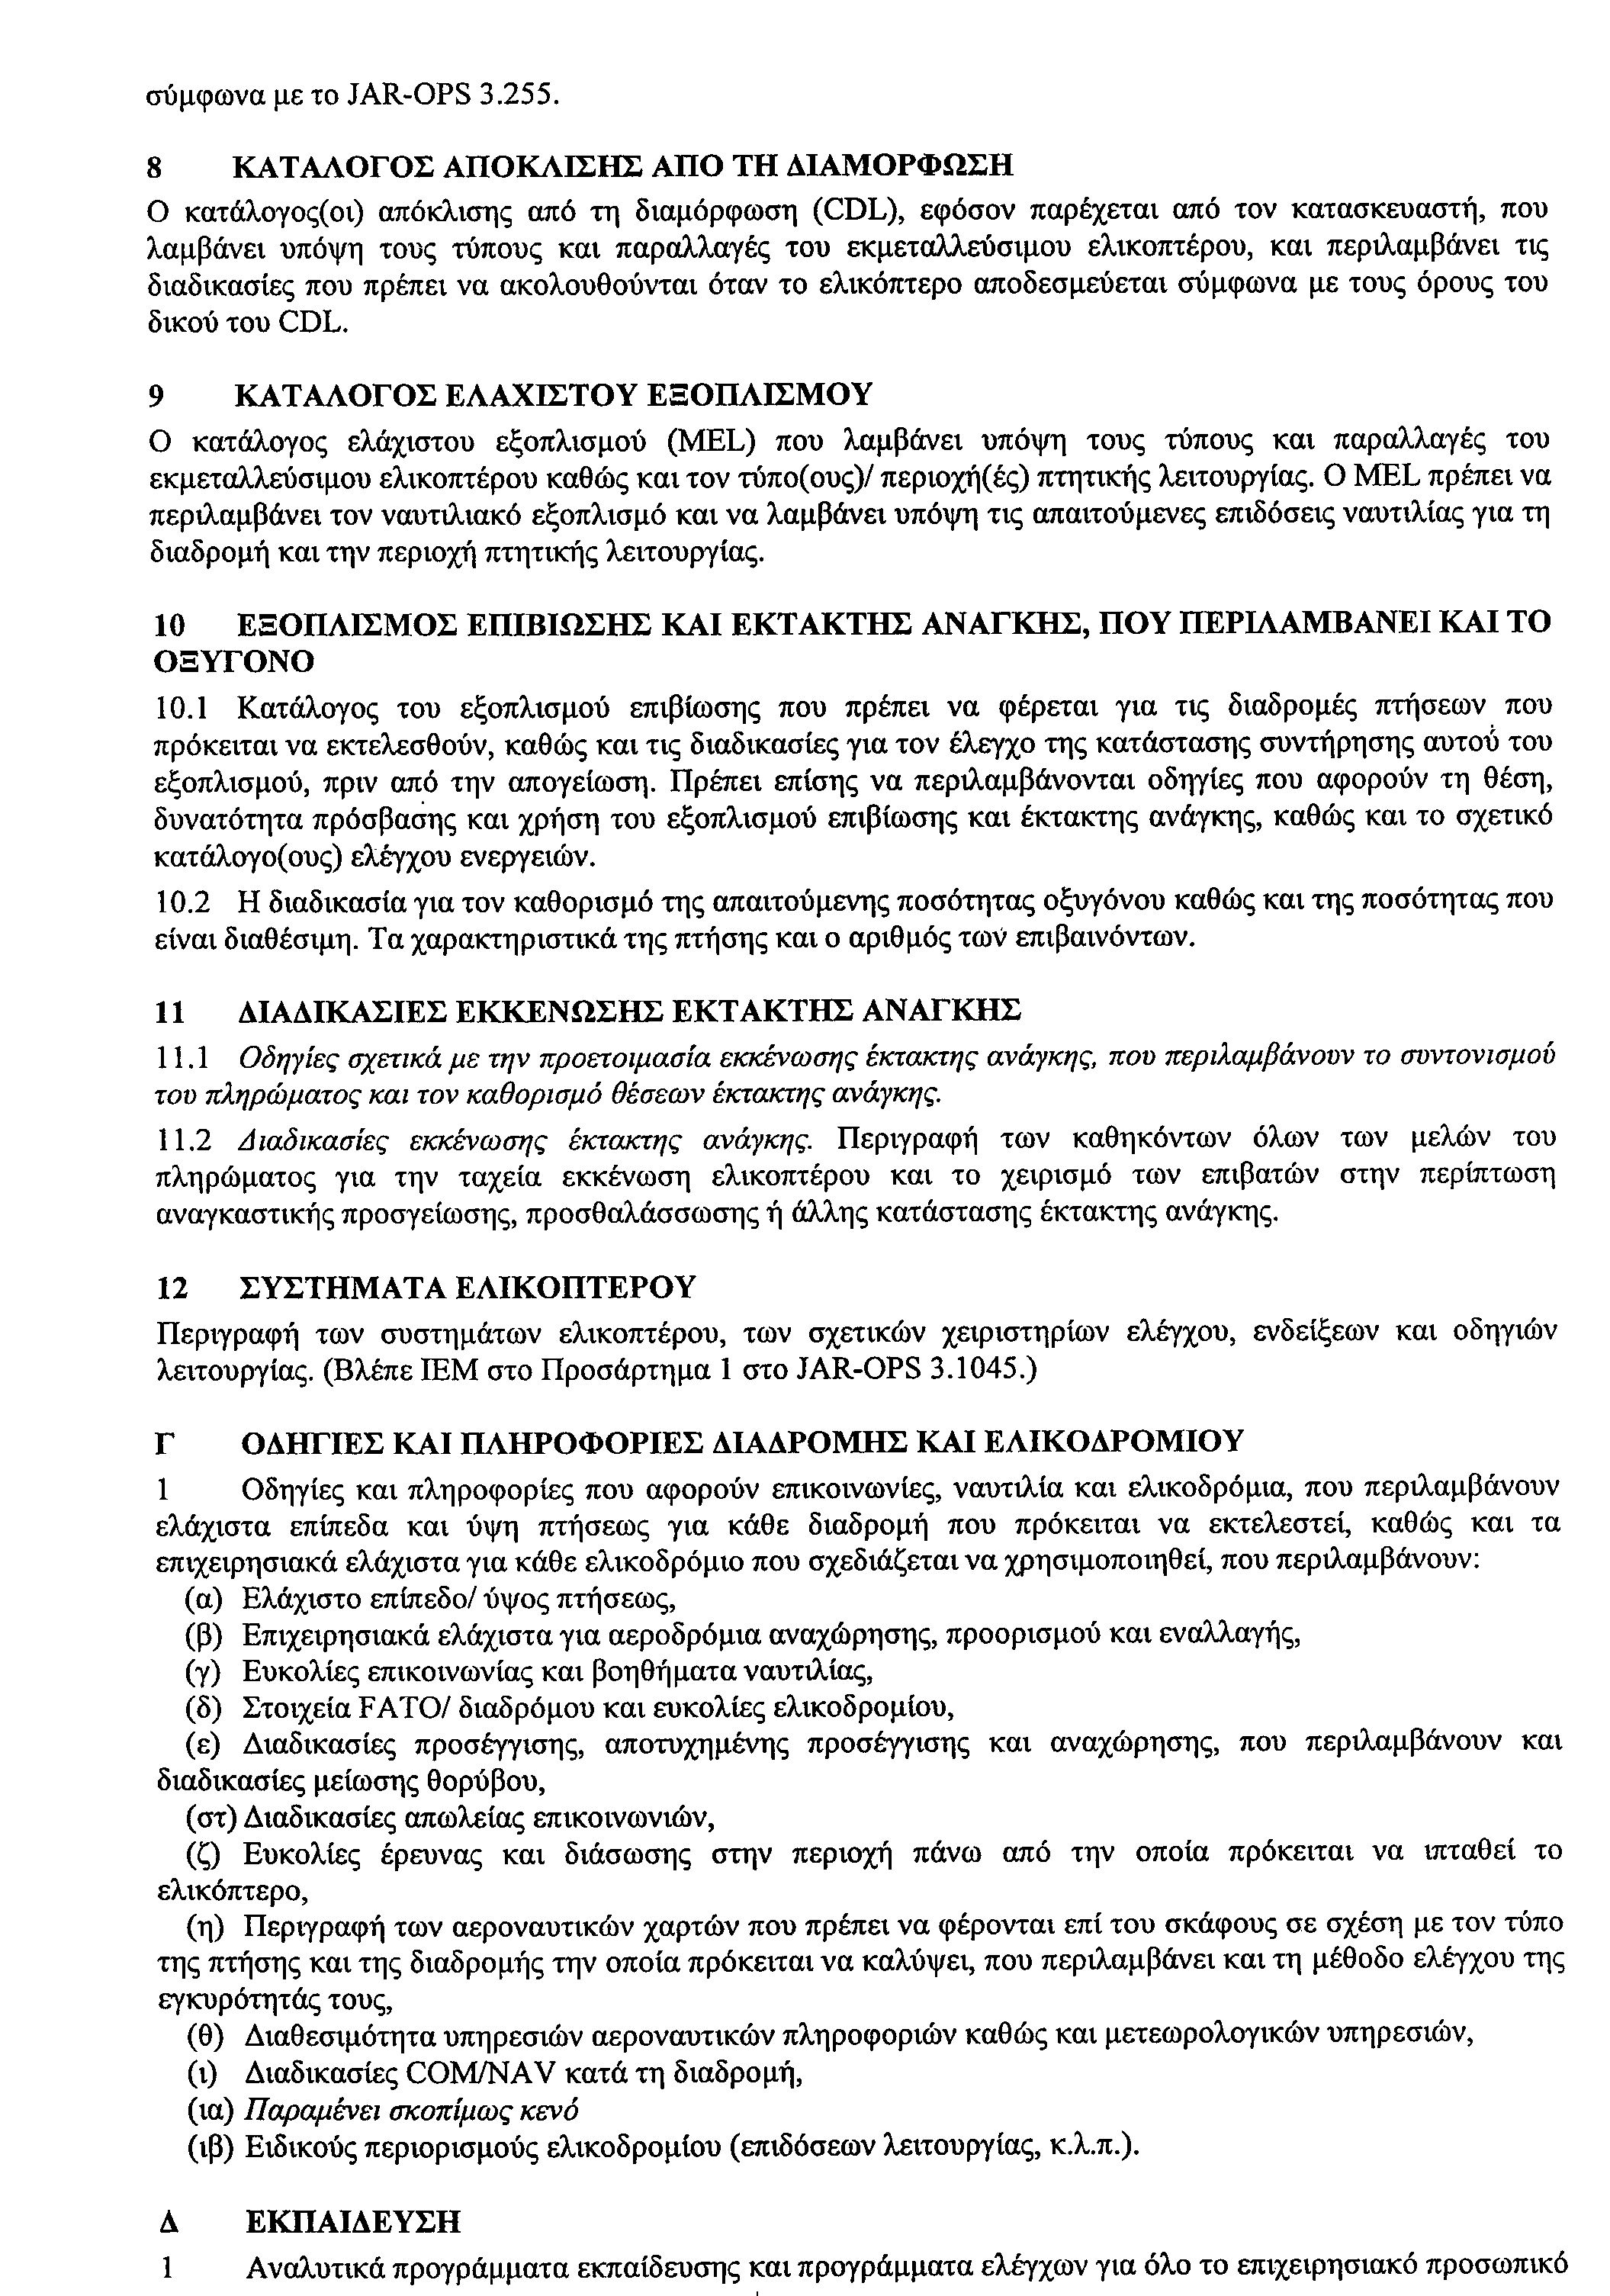 σύμφωνα με το JAR-OPS 3.255.
8 ΚΑΤΑΛΟΓΟΣ ΑΠΟΚΛΙΣΗΣ ΑΠΟ ΤΗ ΔΙΑΜΟΡΦΩΣΗ
Ο κατάλογος(οι) απόκλισης από τη διαμόρφωση (CDL), εφόσον παρέχεται από τον κατασκευαστή, που
λαμβάνει υπόψη τους τύπους και παραλλαγές του εκμεταλλεύσιμου ελικοπτέρου, και περιλαμβάνει τις
διαδικασίες που πρέπει να ακολουθούνται όταν το ελικόπτερο αποδεσμεύεται σύμφωνα με τους όρους του
δικού του CDL.
9 ΚΑΤΑΛΟΓΟΣ ΕΛΑΧΙΣΤΟΥ ΕΞΟΠΛΙΣΜΟΥ
Ο κατάλογος ελάχιστου εξοπλισμού (MEL) που λαμβάνει υπόψη τους τύπους και παραλλαγές του
εκμεταλλεύσιμου ελικοπτέρου καθώς και τον τύπο(ους)/ περιοχή(ές) πτητικής λειτουργίας. Ο MEL πρέπει να
περιλαμβάνει τον ναυτιλιακό εξοπλισμό και να λαμβάνει υπόψη τις απαιτούμενες επιδόσεις ναυτιλίας για τη
διαδρομή και την περιοχή πτητικής λειτουργίας.
10 ΕΞΟΠΛΙΣΜΟΣ ΕΠΙΒΙΩΣΗΣ ΚΑΙ ΕΚΤΑΚΤΗΣ ΑΝΑΓΚΗΣ, ΠΟΥ ΠΕΡΙΛΑΜΒΑΝΕΙ ΚΑΙ ΤΟ
ΟΞΥΓΟΝΟ
10.1 Κατάλογος του εξοπλισμού επιβίωσης που πρέπει να φέρεται για τις διαδρομές πτήσεων που
πρόκειται να εκτελεσθούν, καθώς και τις διαδικασίες για τον έλεγχο της κατάστασης συντήρησης αυτού του
εξοπλισμού, πριν από την απογείωση. Πρέπει επίσης να περιλαμβάνονται οδηγίες που αφορούν τη θέση,
δυνατότητα πρόσβασης και χρήση του εξοπλισμού επιβίωσης και έκτακτης ανάγκης, καθώς και το σχετικό
κατάλογο(ους) ελέγχου ενεργειών.
10.2 Η διαδικασία για τον καθορισμό της απαιτούμενης ποσότητας οξυγόνου καθώς και της ποσότητας που
είναι διαθέσιμη. Τα χαρακτηριστικά της πτήσης και ο αριθμός των επιβαινόντων.
11 ΔΙΑΔΙΚΑΣΙΕΣ ΕΚΚΕΝΩΣΗΣ ΕΚΤΑΚΤΗΣ ΑΝΑΓΚΗΣ
11.1 Οδηγίες σχετικά με την προετοιμασία εκκένωσης έκτακτης ανάγκης, που περιλαμβάνουν το συντονισμού
του πληρώματος και τον καθορισμό θέσεων έκτακτης ανάγκης.
11.2 Διαδικασίες εκκένωσης έκτακτης ανάγκης. Περιγραφή των καθηκόντων όλων των μελών του
πληρώματος για την ταχεία εκκένωση ελικοπτέρου και το χειρισμό των επιβατών στην περίπτωση
αναγκαστικής προσγείωσης, προσθαλάσσωσης ή άλλης κατάστασης έκτακτης ανάγκης.
12 ΣΥΣΤΗΜΑΤΑ ΕΛΙΚΟΠΤΕΡΟΥ
Περιγραφή των συστημάτων ελικοπτέρου, των σχετικών χειριστηρίων ελέγχου, ενδείξεων και οδηγιών
λειτουργίας. (Βλέπε IEM στο Προσάρτημα 1 στο JAR-OPS 3.1045.)
Γ ΟΔΗΓΙΕΣ ΚΑΙ ΠΛΗΡΟΦΟΡΙΕΣ ΔΙΑΔΡΟΜΗΣ ΚΑΙ ΕΛΙΚΟΔΡΟΜΙΟΥ
1 Οδηγίες και πληροφορίες που αφορούν επικοινωνίες, ναυτιλία και ελικοδρόμια, που περιλαμβάνουν
ελάχιστα επίπεδα και ύψη πτήσεως για κάθε διαδρομή που πρόκειται να εκτελεστεί, καθώς και τα
επιχειρησιακά ελάχιστα για κάθε ελικοδρόμιο που σχεδιάζεται να χρησιμοποιηθεί, που περιλαμβάνουν:
(α) Ελάχιστο επίπεδο/ ύψος πτήσεως,
(β) Επιχειρησιακά ελάχιστα για αεροδρόμια αναχώρησης, προορισμού και εναλλαγής,
(γ) Ευκολίες επικοινωνίας και βοηθήματα ναυτιλίας,
(δ) Στοιχεία FATO/ διαδρόμου και ευκολίες ελικοδρομίου,
(ε) Διαδικασίες προσέγγισης, αποτυχημένης προσέγγισης και αναχώρησης, που περιλαμβάνουν και
διαδικασίες μείωσης θορύβου,
(στ) Διαδικασίες απωλείας επικοινωνιών,
(ζ) Ευκολίες έρευνας και διάσωσης στην περιοχή πάνω από την οποία πρόκειται να ιπταθεί το
ελικόπτερο,
(η) Περιγραφή των αεροναυτικών χαρτών που πρέπει να φέρονται επί του σκάφους σε σχέση με τον τύπο
της πτήσης και της διαδρομής την οποία πρόκειται να καλύψει, που περιλαμβάνει και τη μέθοδο ελέγχου της
εγκυρότητάς τους,
(θ) Διαθεσιμότητα υπηρεσιών αεροναυτικών πληροφοριών καθώς και μετεωρολογικών υπηρεσιών,
(ι) Διαδικασίες COM/NAV κατά τη διαδρομή,
(ια) Παραμένει σκοπίμως κενό
(ιβ) Ειδικούς περιορισμούς ελικοδρομίου (επιδόσεων λειτουργίας, κ.λ.π.).
Δ ΕΚΠΑΙΔΕΥΣΗ
1 Αναλυτικά προγράμματα εκπαίδευσης και προγράμματα ελέγχων για όλο το επιχειρησιακό προσωπικό